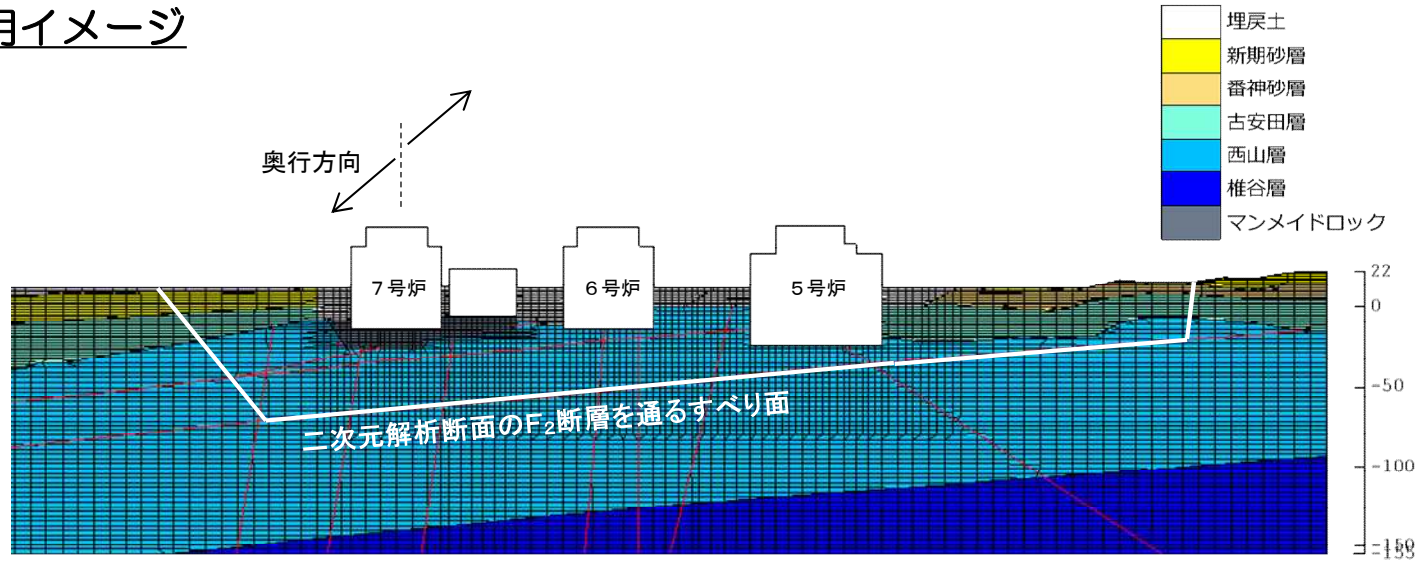 用イメージ
埋戻土
新期砂層
番神砂層
古安田層
西山層
椎谷層
マンメイドロック
奥行方向
7号炉
6号炉
5号炉
二次元解析断面のF₂断層を通るすべり面
22
0
-50
-100
-150
-155